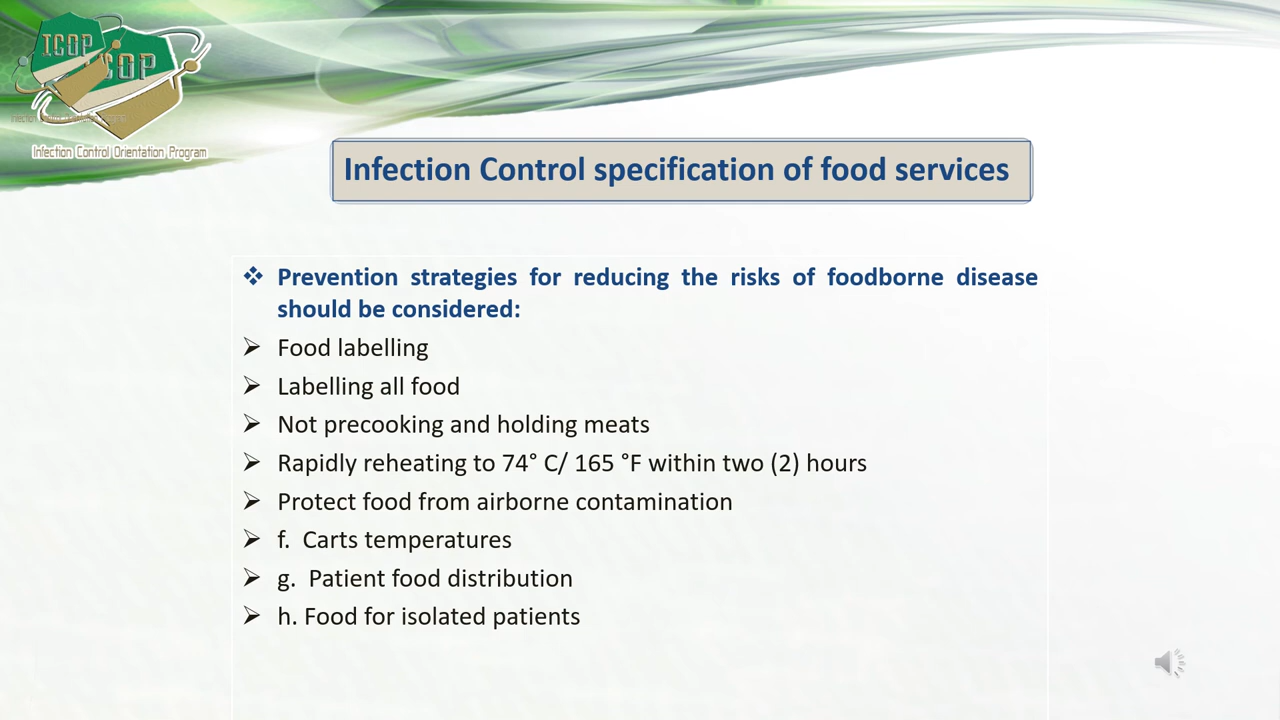 ICOP
COP
Infection Control Orientation Program
Infection Control specification of food services
❖ Prevention strategies for reducing the risks of foodborne disease
should be considered:
➢ Food labelling
➢ Labelling all food
➢ Not precooking and holding meats
➢ Rapidly reheating to 74° C/ 165 °F within two (2) hours
➢ Protect food from airborne contamination
➢ f.  Carts temperatures
➢ g.  Patient food distribution
➢ h. Food for isolated patients